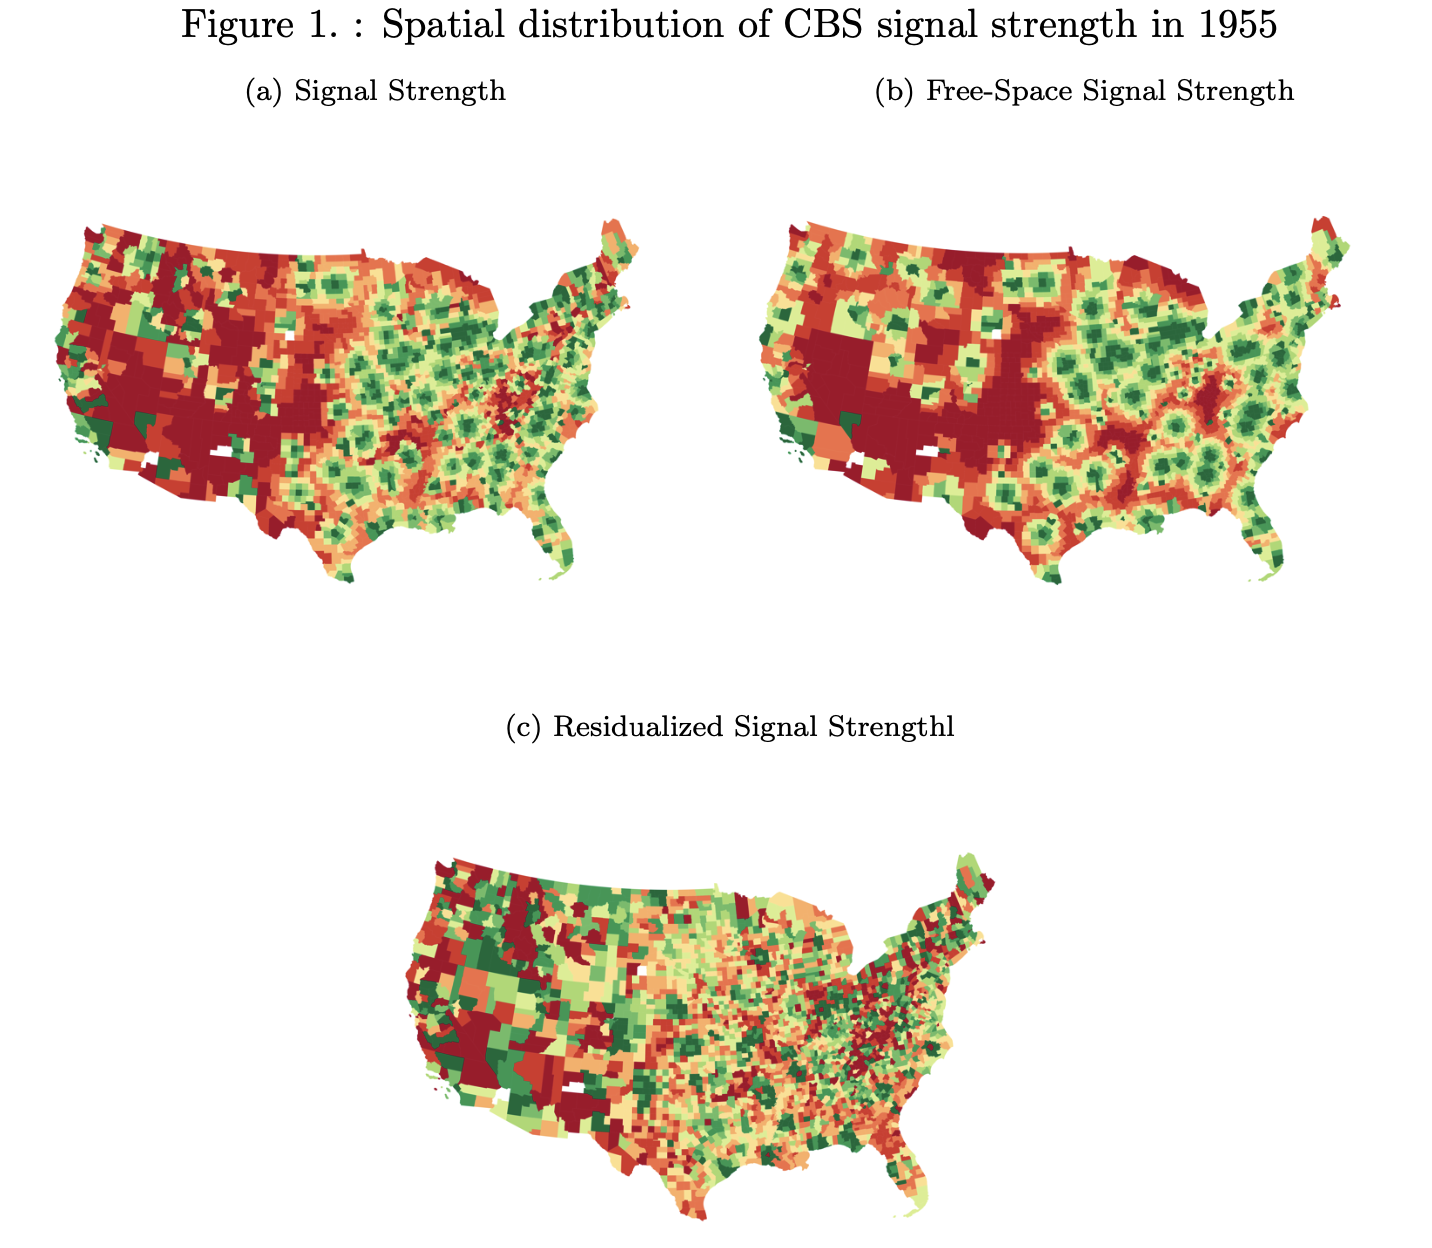 Figure 1. : Spatial distribution of CBS signal strength in 1955
(a) Signal Strength
(b) Free-Space Signal Strength
(c) Residualized Signal Strengthl